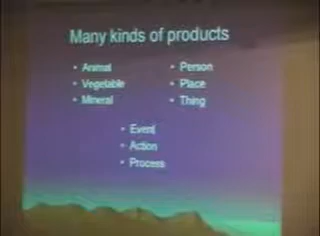 Many kinds of products
• Animal
• Vegetable
• Mineral
• Person
• Place
• Thing
• Event
• Action
• Process